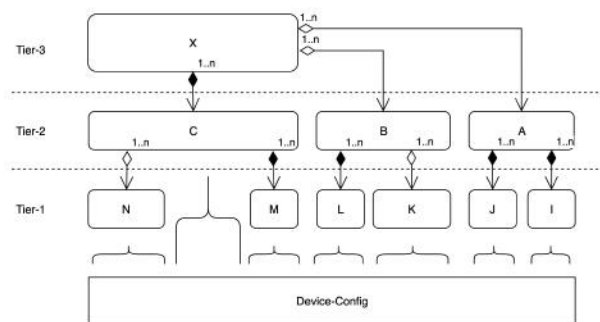 1..n
X
1..n
Tier-3
1..n
Tier-2
C
B
A
1..n
1..n
1..n
1..n
1..n
1..n
Tier-1
N
M
L
K
J
I
Device-Config